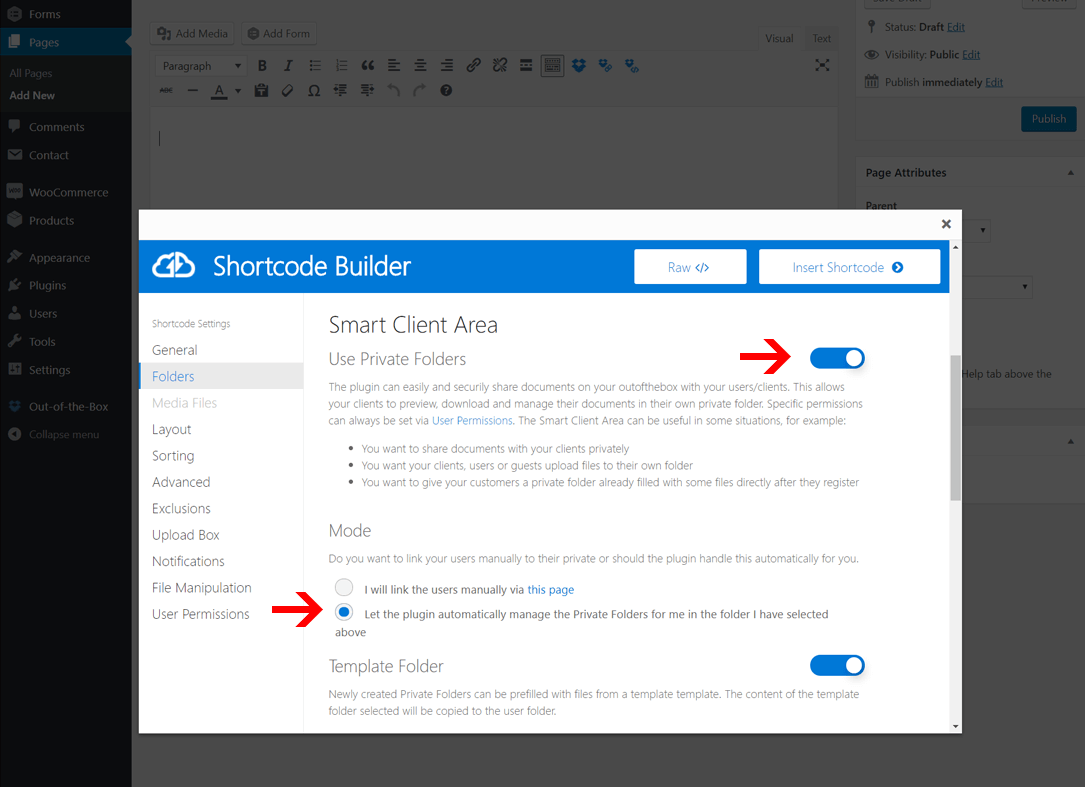 Forms
Pages
All Pages
Add New
Comments
Contact
WooCommerce
Products
Appearance
Plugins
Users
Tools
Settings
Out-of-the-Box
Collapse menu
Add Media
Add Form
Visual
Text
Paragraph
B
I
ABC
A
Ω
Status: Draft Edit
Visibility: Public Edit
Publish immediately Edit
Publish
Page Attributes
Parent
Help tab above the
Shortcode Builder
Raw </>
Insert Shortcode
Shortcode Settings
General
Folders
Media Files
Layout
Sorting
Advanced
Exclusions
Upload Box
Notifications
File Manipulation
User Permissions
Smart Client Area
Use Private Folders
The plugin can easily and securily share documents on your outofthebox with your users/clients. This allows
your clients to preview, download and manage their documents in their own private folder. Specific permissions
can always be set via User Permissions. The Smart Client Area can be useful in some situations, for example:
• You want to share documents with your clients privately
• You want your clients, users or guests upload files to their own folder
• You want to give your customers a private folder already filled with some files directly after they register
Mode
Do you want to link your users manually to their private or should the plugin handle this automatically for you.
I will link the users manually via this page
Let the plugin automatically manage the Private Folders for me in the folder I have selected
above
Template Folder
Newly created Private Folders can be prefilled with files from a template template. The content of the template
folder selected will be copied to the user folder.